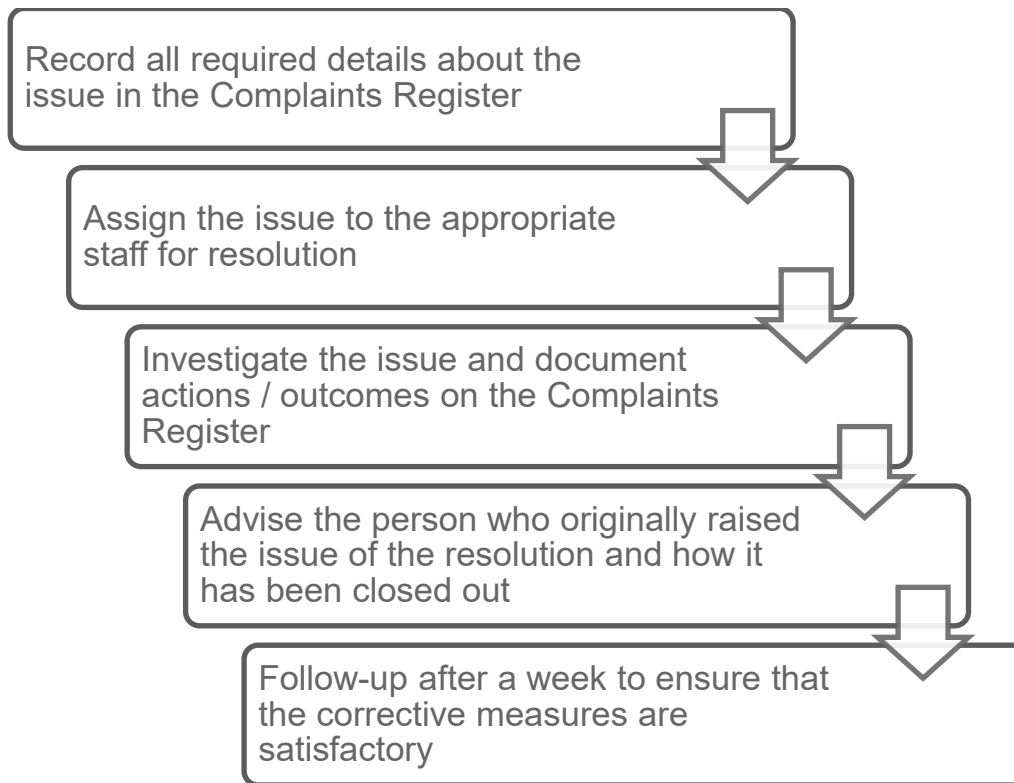 Record all required details about the
issue in the Complaints Register
Assign the issue to the appropriate
staff for resolution
Investigate the issue and document
actions / outcomes on the Complaints
Register
Advise the person who originally raised
the issue of the resolution and how it
has been closed out
Follow-up after a week to ensure that
the corrective measures are
satisfactory